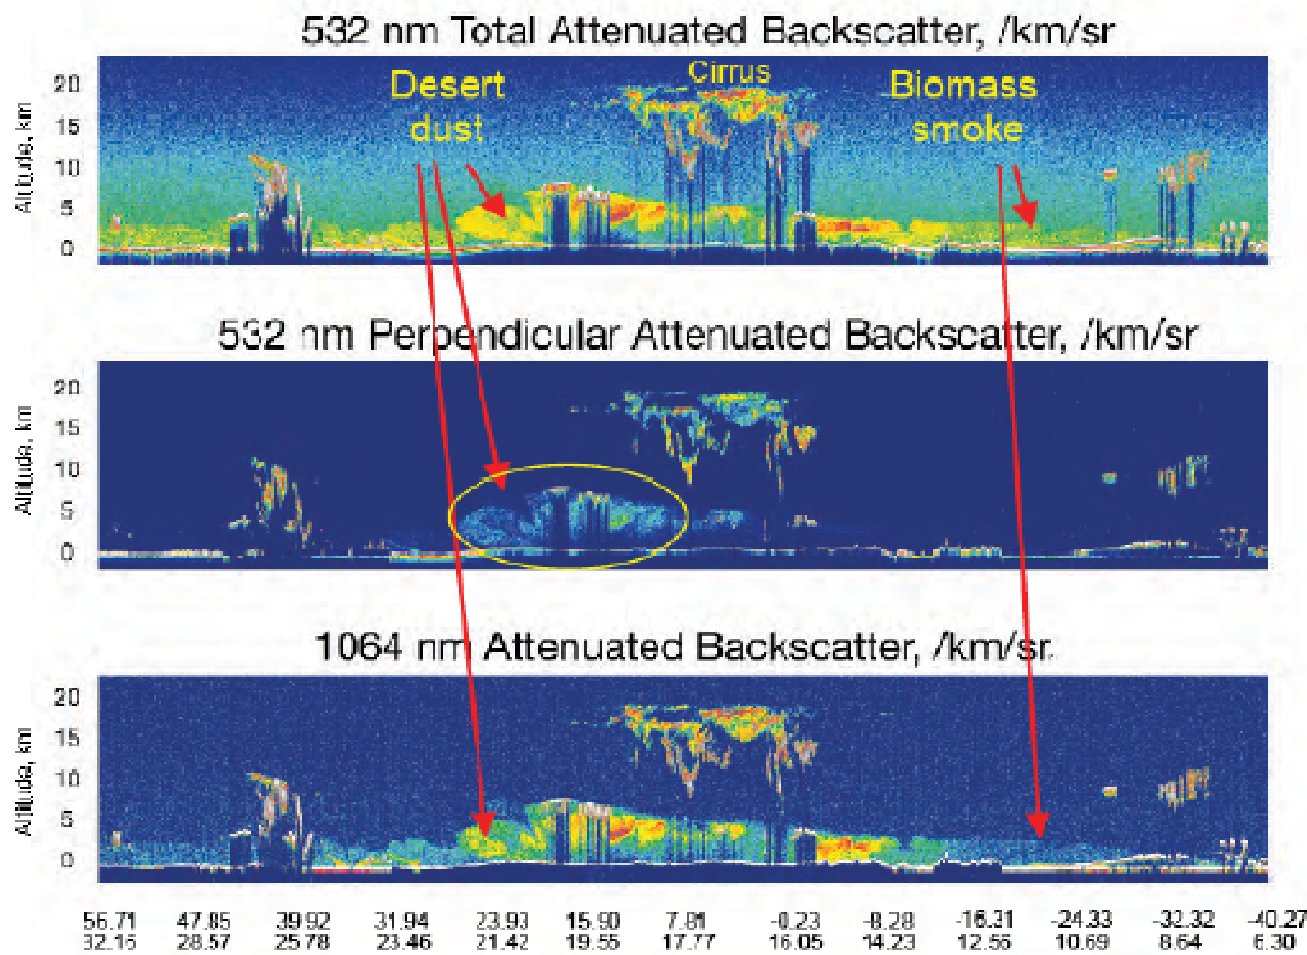 532 nm Total Attenuated Backscatter, /km/sr
Altitude, km
20
15
10
5
0
Desert
dust
Cirrus
Biomass
smoke
532 nm Perpendicular Attenuated Backscatter, /km/sr
Altitude, km
20
15
10
5
0
1064 nm Attenuated Backscatter, /km/sr.
Altitude, km
20
15
10
5
0
56.71 47.85 39.92 31.94 23.93 15.90 7.81 -6.23 -8.28 -16.31 -24.33 -32.32 -40.27
32.15 28.57 25.78 23.46 21.42 19.55 17.77 16.05 14.23 12.55 10.69 8.64 6.30